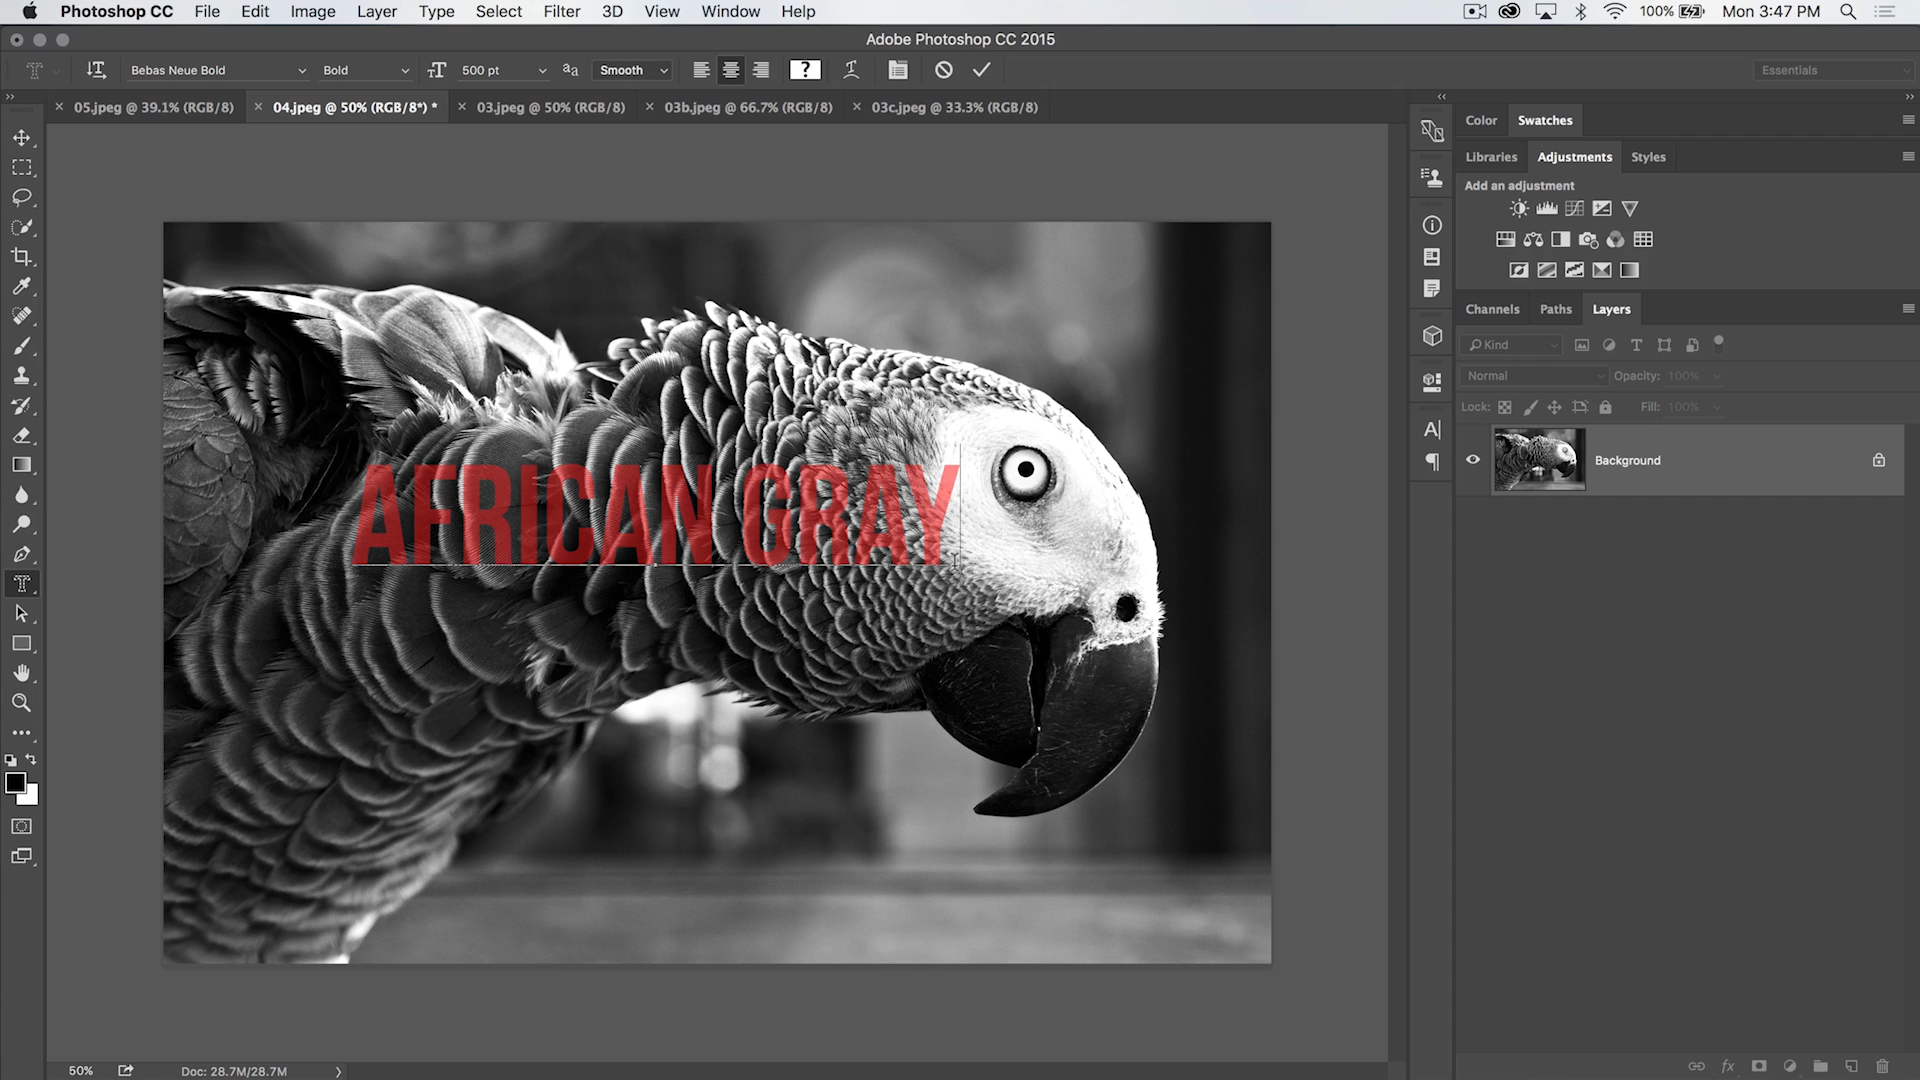 Photoshop CC File Edit Image Layer Type Select Filter 3D View Window Help 100% Mon 3:47 PM
Adobe Photoshop CC 2015
Bebas Neue Bold Bold 500 pt aa Smooth ? Essentials
05.jpeg @ 39.1% (RGB/8) 04.jpeg @ 50% (RGB/8*) * 03.jpeg @ 50% (RGB/8) 03b.jpeg @ 66.7% (RGB/8) 03c.jpeg @ 33.3% (RGB/8)
Color Swatches
Libraries Adjustments Styles
Add an adjustment
Channels Paths Layers
Kind
Normal Opacity: 100%
Lock: Fill: 100%
Background
AFRICAN GRAY
50% Doc: 28.7M/28.7M